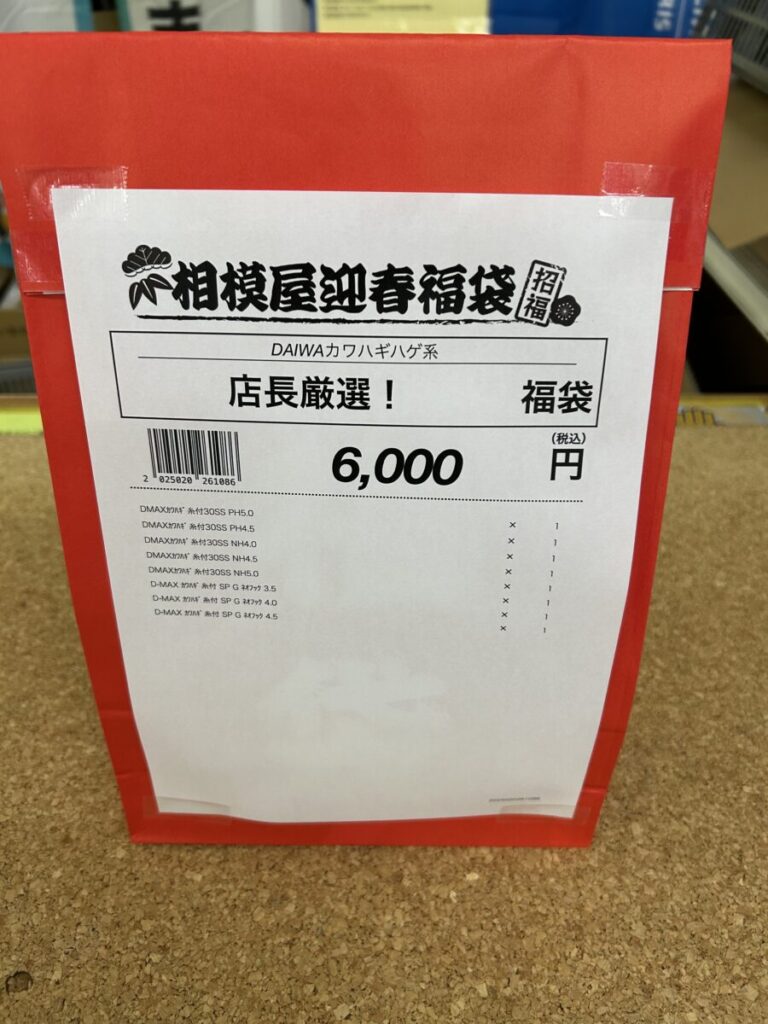 相模屋迎春福袋 招福
DAIWAカワハギハゲ系
店長厳選! 福袋
2 025020 261086
6,000 (税込) 円
DMAXｶﾜﾊｷﾞ 糸付30SS PH5.0
DMAXｶﾜﾊｷﾞ 糸付30SS PH4.5 × 1
DMAXｶﾜﾊｷﾞ 糸付30SS NH4.0 × 1
DMAXｶﾜﾊｷﾞ 糸付30SS NH4.5 × 1
DMAXｶﾜﾊｷﾞ 糸付30SS NH5.0 × 1
D-MAX ｶﾜﾊｷﾞ 糸付 SP G ﾈｵﾌｯｸ 3.5 × 1
D-MAX ｶﾜﾊｷﾞ 糸付 SP G ﾈｵﾌｯｸ 4.0 × 1
D-MAX ｶﾜﾊｷﾞ 糸付 SP G ﾈｵﾌｯｸ 4.5 × 1
× 1